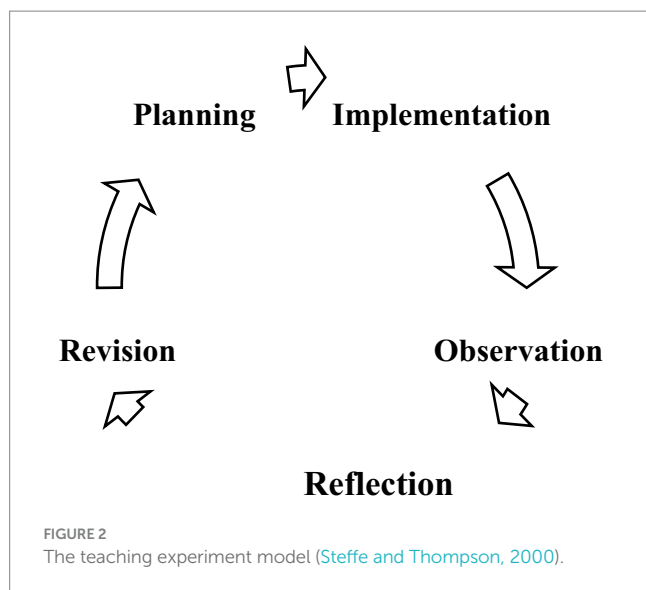 Planning Implementation
Revision Observation
Reflection
FIGURE 2
The teaching experiment model (Steffe and Thompson, 2000).